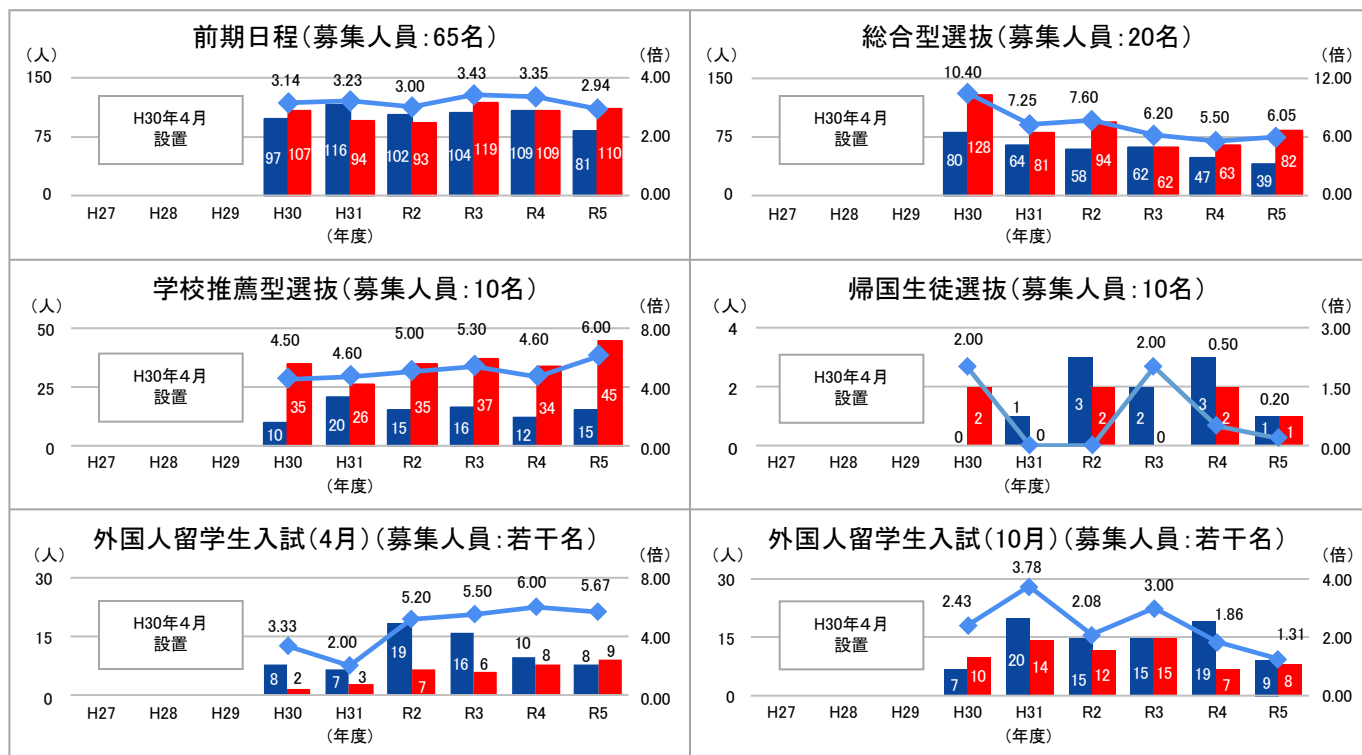 前期日程(募集人員:65名)
(人)
(倍)
150
75
0
4.00
2.00
0.00
H30年4月
設置
3.14
3.23
3.00
3.43
3.35
2.94
97 107 116 94 102 93 104 119 109 109 81 110
H27 H28 H29 H30 H31 R2 R3 R4 R5
(年度)
総合型選抜(募集人員:20名)
(人)
(倍)
150
75
0
12.00
6.00
0.00
H30年4月
設置
10.40
7.25
7.60
6.20
5.50
6.05
80 128 64 81 58 94 62 62 47 63 39 82
H27 H28 H29 H30 H31 R2 R3 R4 R5
(年度)
学校推薦型選抜(募集人員:10名)
(人)
(倍)
50
25
0
8.00
4.00
0.00
H30年4月
設置
4.50
4.60
5.00
5.30
4.60
6.00
10 35 20 26 15 35 16 37 12 34 15 45
H27 H28 H29 H30 H31 R2 R3 R4 R5
(年度)
帰国生徒選抜(募集人員:10名)
(人)
(倍)
4
2
0
3.00
1.50
0.00
H30年4月
設置
2.00
2.00
0.50
0.20
0 2 1 0 3 2 2 0 3 2 1 1
H27 H28 H29 H30 H31 R2 R3 R4 R5
(年度)
外国人留学生入試(4月)(募集人員:若干名)
(人)
(倍)
30
15
0
8.00
4.00
0.00
H30年4月
設置
3.33
2.00
5.20
5.50
6.00
5.67
8 2 7 3 19 7 16 6 10 8 8 9
H27 H28 H29 H30 H31 R2 R3 R4 R5
(年度)
外国人留学生入試(10月)(募集人員:若干名)
(人)
(倍)
30
15
0
4.00
2.00
0.00
H30年4月
設置
2.43
3.78
2.08
3.00
1.86
1.31
7 10 20 14 15 12 15 15 19 7 9 8
H27 H28 H29 H30 H31 R2 R3 R4 R5
(年度)